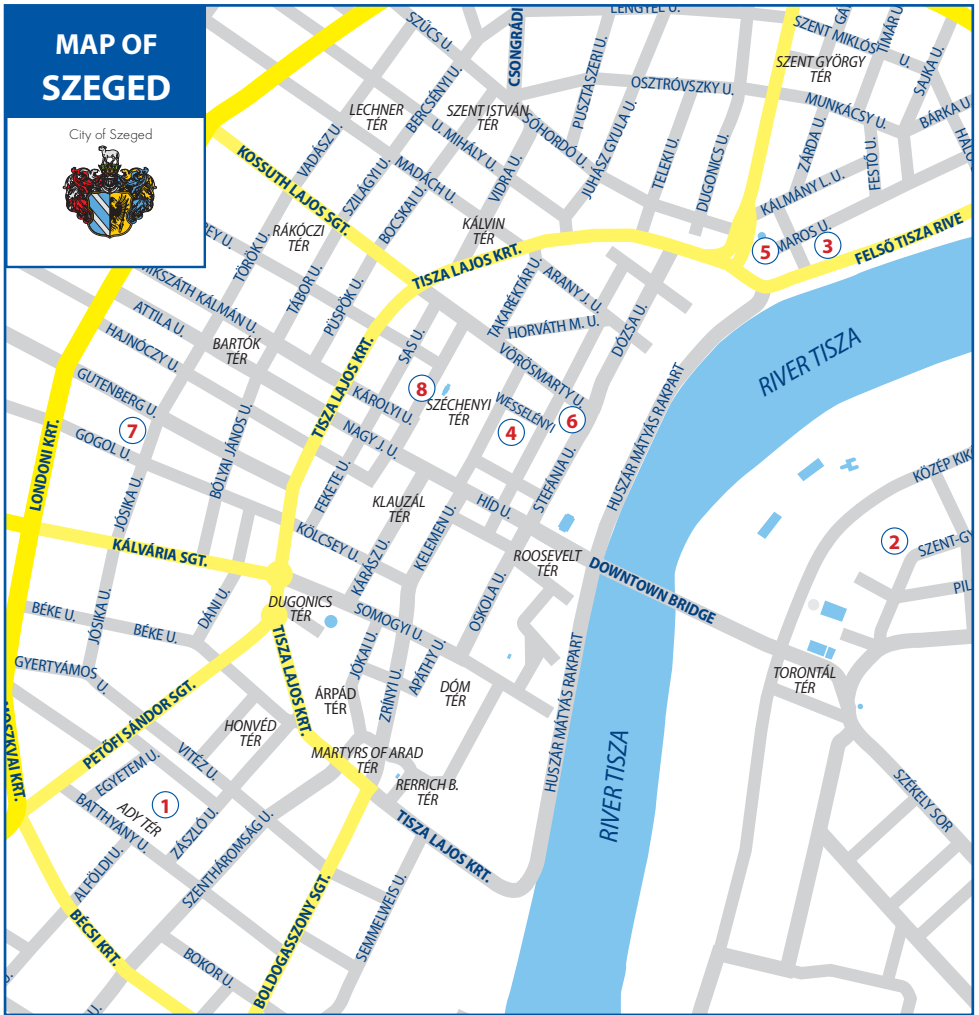 MAP OF
SZEGED
City of Szeged
SZŰCS U.
CSONGRÁDI
LENGYEL U.
SZENT MIKLÓS
U.
TÍMÁR U.
SAJKA U.
SZENT GYÖRGY
TÉR
PUSZTASZERI U.
OSZTRÓVSZKY U.
MUNKÁCSY U.
BÁRKA U.
LECHNER
TÉR
BERCSÉNYI U.
SZENT ISTVÁN
TÉR
SÓHORDÓ U.
JUHÁSZ GYULA U.
TELEKI U.
DUGONICS U.
ZÁRDA U.
FESTŐ U.
VADÁSZ U.
U. MIHÁLY U.
VIDRA U.
MADÁCH U.
KOSSUTH LAJOS SGT.
SZILÁGYI U.
BOCSKAI U.
KÁLMÁNY L. U.
MAROS U.
5
3
FELSŐ TISZA RIVE
RÁKÓCZI
TÉR
KÁLVIN
TÉR
TISZA LAJOS KRT.
TÖRÖK U.
TÁBOR U.
PÜSPÖK U.
MIKSZÁTH KÁLMÁN U.
ATTILA U.
HAJNÓCZY U.
BARTÓK
TÉR
TAKARÉKTÁR U.
ARANY J. U.
HORVÁTH M. U.
DÓZSA U.
SAS U.
VÖRÖSMARTY U.
RIVER TISZA
TISZA LAJOS KRT.
GUTENBERG U.
GOGOL U.
7
BOLYAI JÁNOS U.
KÁROLYI U.
8
SZÉCHENYI
TÉR
WESSELÉNYI
4
6
NAGY J. U.
HUSZÁR MÁTYÁS RAKPART
LONDONI KRT.
JÓSIKA U.
FEKETE U.
KLAUZÁL
TÉR
HÍD U.
STEFÁNIA U.
KÖZÉP KIK
2
SZENT-GY
KÁLVÁRIA SGT.
KÖLCSEY U.
KÁRÁSZ U.
KELEMEN U.
ROOSEVELT
TÉR
DOWNTOWN BRIDGE
PIL
BÉKE U.
JÓSIKA U.
BÉKE U.
DÁNI U.
DUGONICS
TÉR
SOMOGYI U.
OSKOLA U.
GYERTYÁMOS
U.
TISZA LAJOS KRT.
JÓKAI U.
ZRÍNYI U.
APÁTHY U.
DÓM
TÉR
HUSZÁR MÁTYÁS RAKPART
TORONTÁL
TÉR
ÁRPÁD
TÉR
PETŐFI SÁNDOR SGT.
HONVÉD
TÉR
MARTYRS OF ARAD
TÉR
RERRICH B.
TÉR
MOSZKVAI KRT.
EGYETEM U.
VITÉZ U.
1
ADY TÉR
BATTHYÁNY U.
ZÁSZLÓ U.
SZENTHÁROMSÁG U.
TISZA LAJOS KRT.
RIVER TISZA
SZÉKELY SOR
ALFÖLDI U.
BÉCSI KRT.
BOKOR U.
BOLDOGASSZONY SGT.
SEMMELWEIS U.
U.